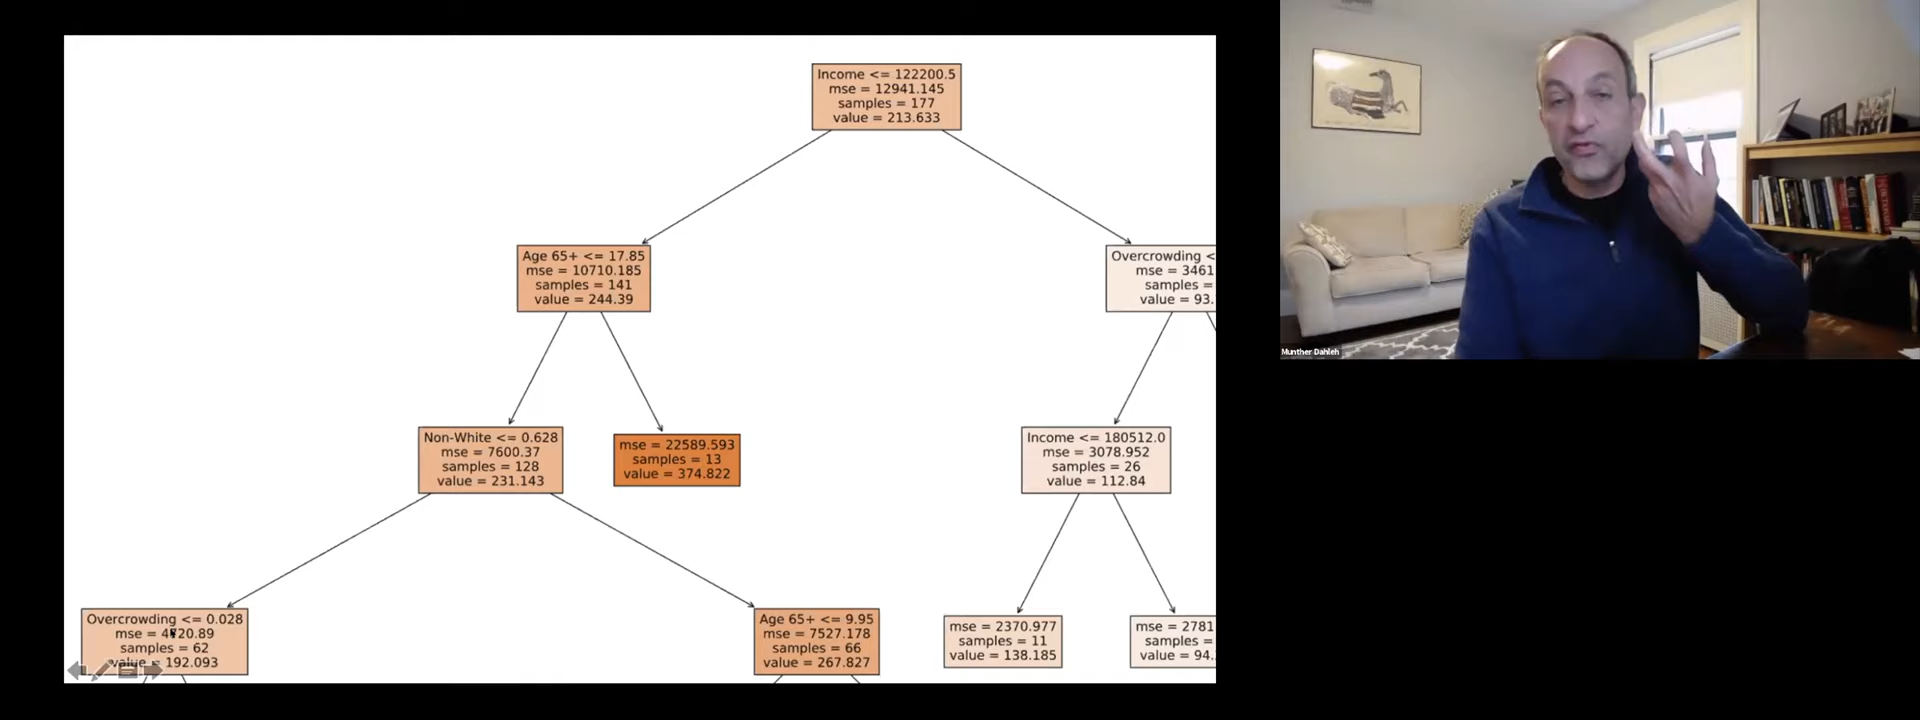 Income <= 122200.5
mse = 12941.145
samples = 177
value = 213.633
Age 65+ <= 17.85
mse = 10710.185
samples = 141
value = 244.39
Overcrowding <
mse = 3461
samples =
value = 93.
Non-White <= 0.628
mse = 7600.37
samples = 128
value = 231.143
mse = 22589.593
samples = 13
value = 374.822
Income <= 180512.0
mse = 3078.952
samples = 26
value = 112.84
Overcrowding <= 0.028
mse =
samples = 62
value = 192.093
Age 65+ <= 9.95
mse = 7527.178
samples = 66
value = 267.827
mse = 2370.977
samples = 11
value = 138.185
mse = 2781
samples =
value = 94.
Munther Dahleh